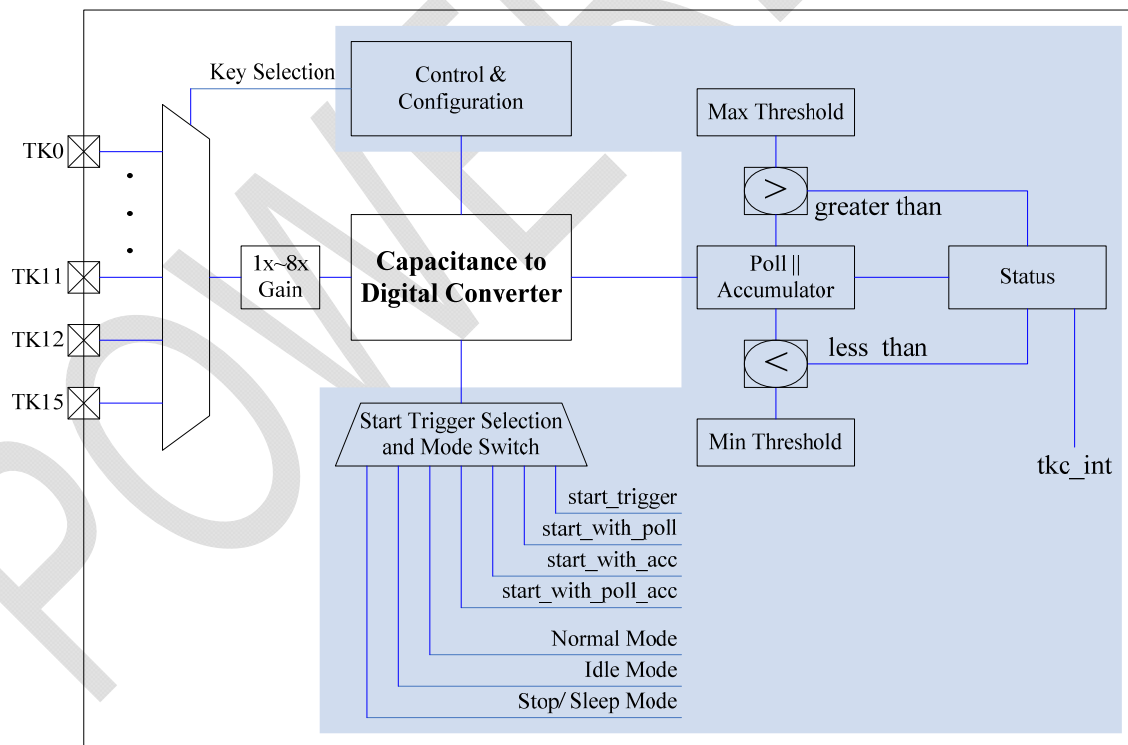 Key Selection
Control &
Configuration
Max Threshold
TK0
>
greater than
TK11
1x~8x
Gain
Capacitance to
Digital Converter
Poll ||
Accumulator
Status
TK12
<
less than
TK15
Start Trigger Selection
and Mode Switch
Min Threshold
tkc_int
start_trigger
start_with_poll
start_with_acc
start_with_poll_acc
Normal Mode
Idle Mode
Stop/ Sleep Mode